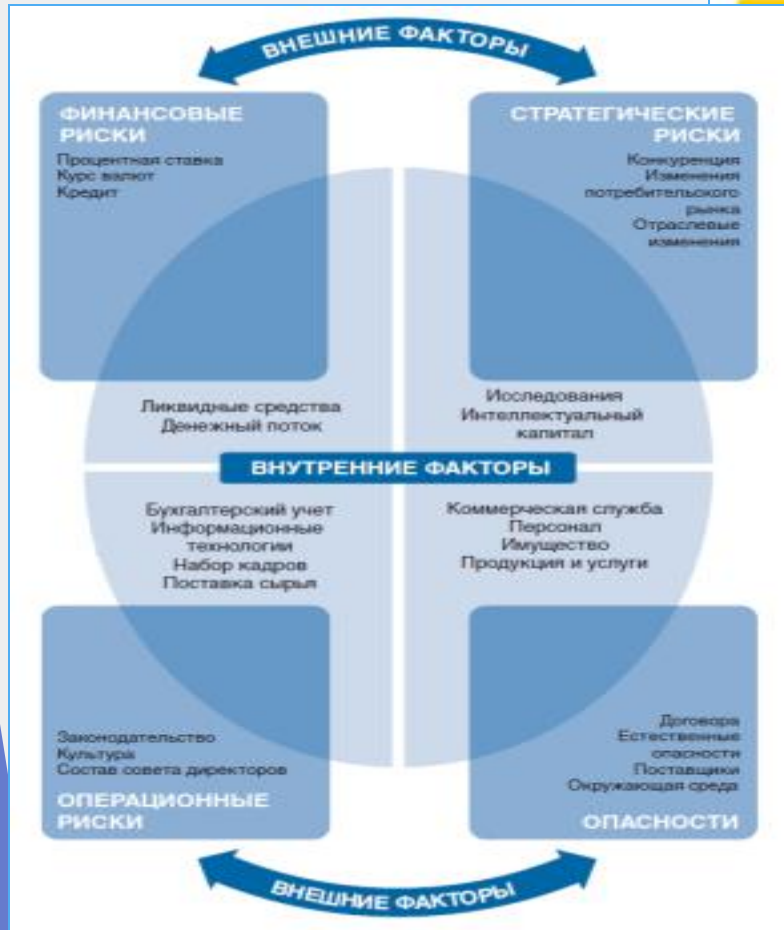 ВНЕШНИЕ ФАКТОРЫ
ФИНАНСОВЫЕ
РИСКИ
Процентная ставка
Курс валют
Кредит
СТРАТЕГИЧЕСКИЕ
РИСКИ
Конкуренция
Изменения
потребительского
рынка
Отраслевые
изменения
Ликвидные средства
Денежный поток
Исследования
Интеллектуальный
капитал
ВНУТРЕННИЕ ФАКТОРЫ
Бухгалтерский учет
Информационные
технологии
Набор кадров
Поставка сырья
Коммерческая служба
Персонал
Имущество
Продукция и услуги
Законодательство
Культура
Состав совета директоров
ОПЕРАЦИОННЫЕ
РИСКИ
Договора
Естественные
опасности
Поставщики
Окружающая среда
ОПАСНОСТИ
ВНЕШНИЕ ФАКТОРЫ